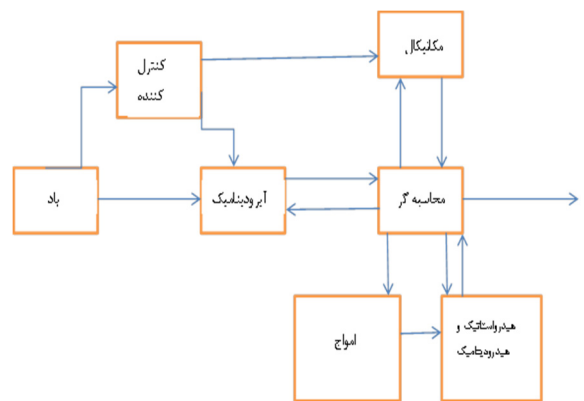 مکانیکال
کنترل
کننده
باد
آیرودینامیک
محاسبه گر
امواج
هیدرواستاتیک و
هیدرودینامیک